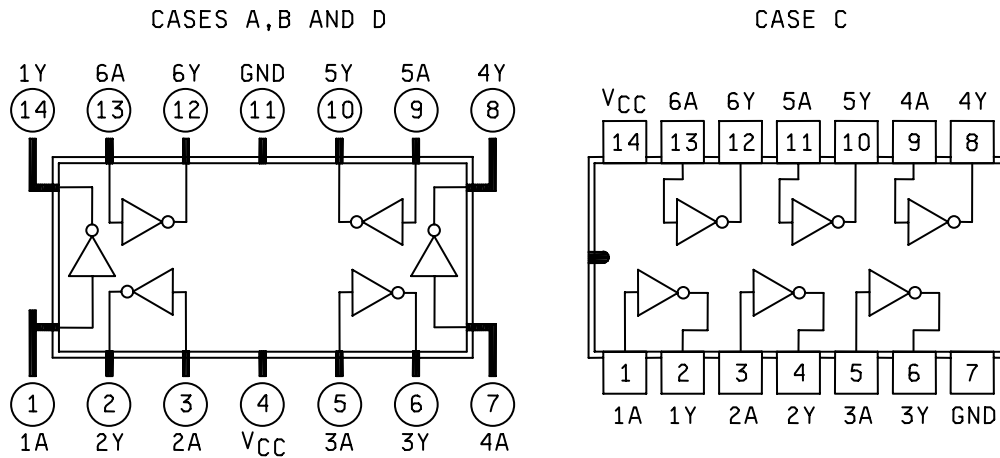 CASES A,B AND D
1Y 6A 6Y GND 5Y 5A 4Y
14 13 12 11 10 9 8
1 2 3 4 5 6 7
1A 2Y 2A VCC 3A 3Y 4A
CASE C
VCC 6A 6Y 5A 5Y 4A 4Y
14 13 12 11 10 9 8
1 2 3 4 5 6 7
1A 1Y 2A 2Y 3A 3Y GND